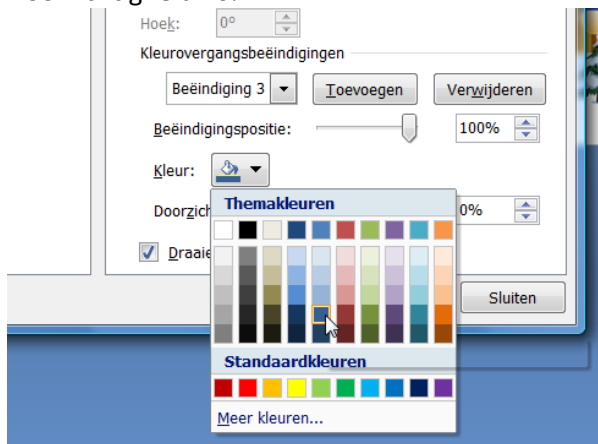 Hoek: 0°
Kleurovergangsbeëindigingen
Beëindiging 3 Toevoegen Verwijderen
Beëindigingspositie: 100%
Kleur:
Themakleuren
0%
Sluiten
Standaardkleuren
Meer kleuren...